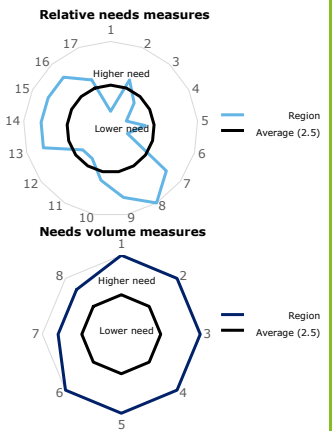 Relative needs measures
1
2
3
4
5
6
7
8
9
10
11
12
13
14
15
16
17
Higher need
Lower need
Region
Average (2.5)
Needs volume measures
1
2
3
4
5
6
7
8
Higher need
Lower need
Region
Average (2.5)